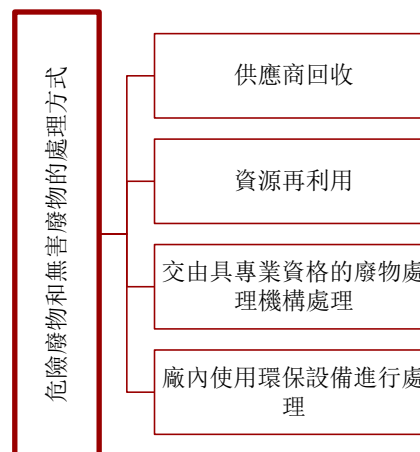 危險廢物和無害廢物的處理方式
供應商回收
資源再利用
交由具專業資格的廢物處
理機構處理
廠內使用環保設備進行處
理